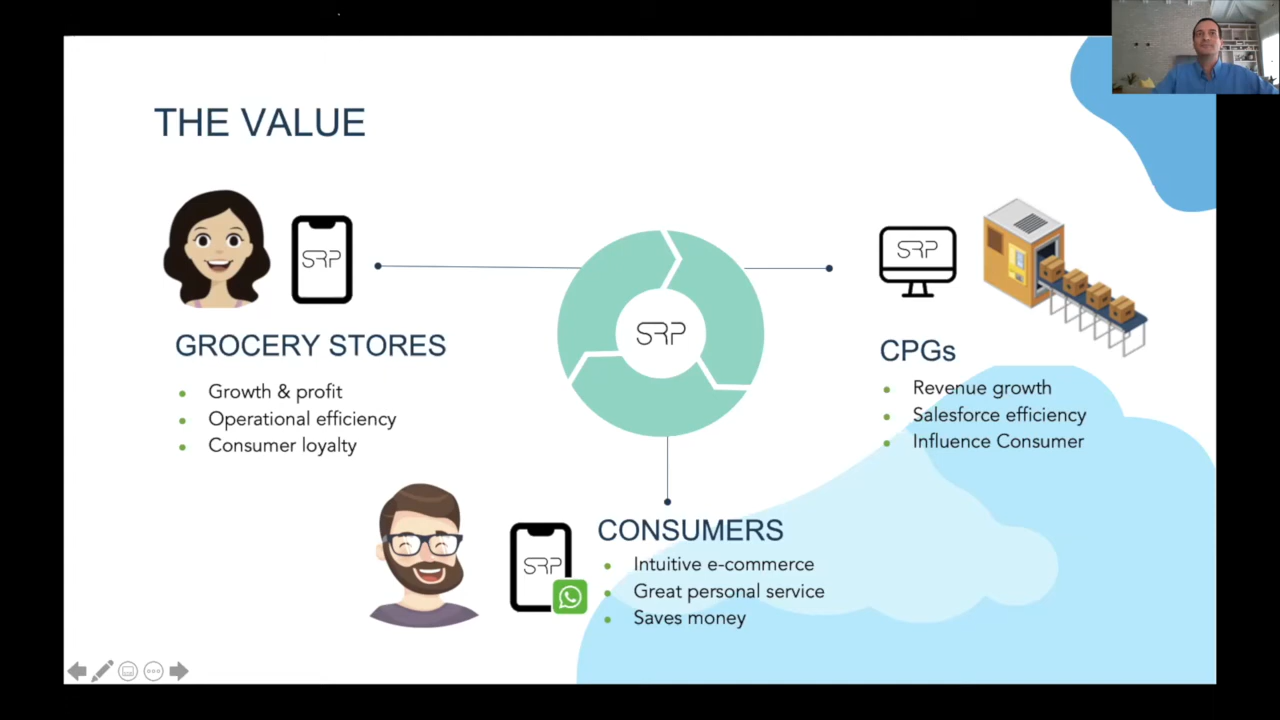 THE VALUE
SRP
GROCERY STORES
Growth & profit
Operational efficiency
Consumer loyalty
SRP
SRP
CPGs
Revenue growth
Salesforce efficiency
Influence Consumer
SRP
CONSUMERS
Intuitive e-commerce
Great personal service
Saves money